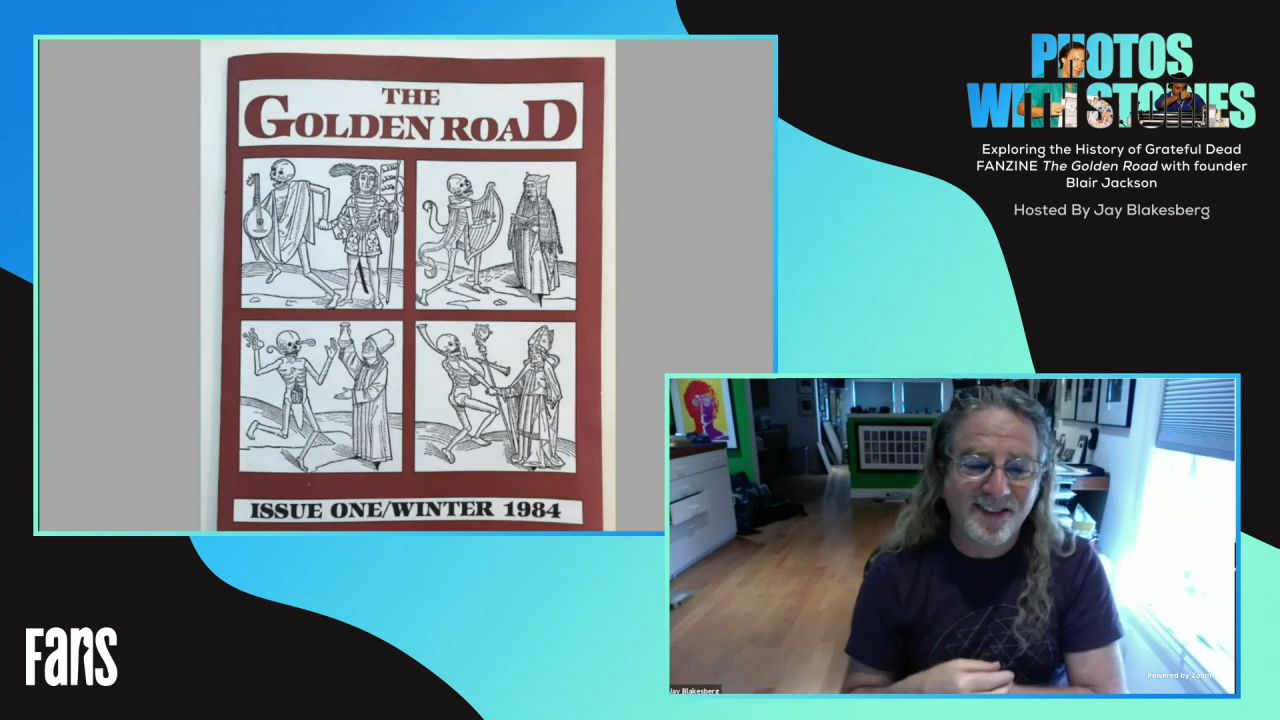 THE
GOLDEN ROAD
ISSUE ONE/WINTER 1984
PHOTOS
WITH STORIES
Exploring the History of Grateful Dead
FANZINE The Golden Road with founder
Blair Jackson
Hosted By Jay Blakesberg
Fans
Jay Blakesberg
Powered by Zoom